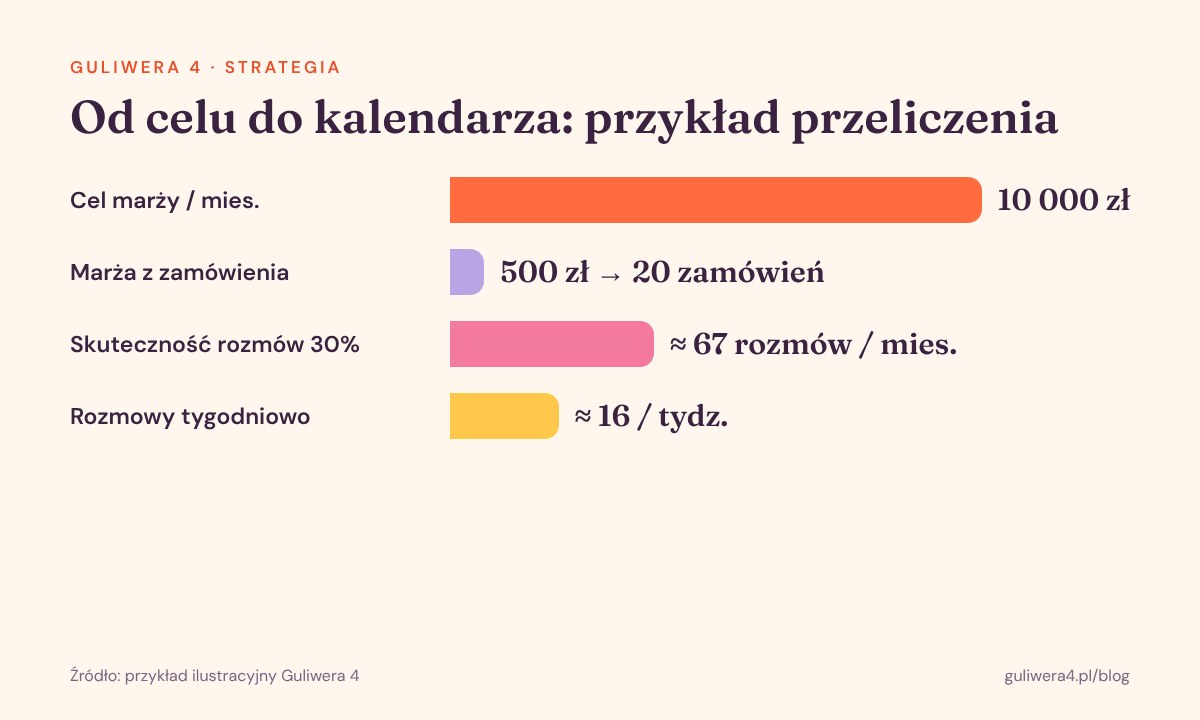 GULIWERA 4 · STRATEGIA
Od celu do kalendarza: przykład przeliczenia
Cel marży / mies. 10 000 zł
Marża z zamówienia 500 zł → 20 zamówień
Skuteczność rozmów 30% ≈ 67 rozmów / mies.
Rozmowy tygodniowo ≈ 16 / tydz.
Źródło: przykład ilustracyjny Guliwera 4 guliwera4.pl/blog